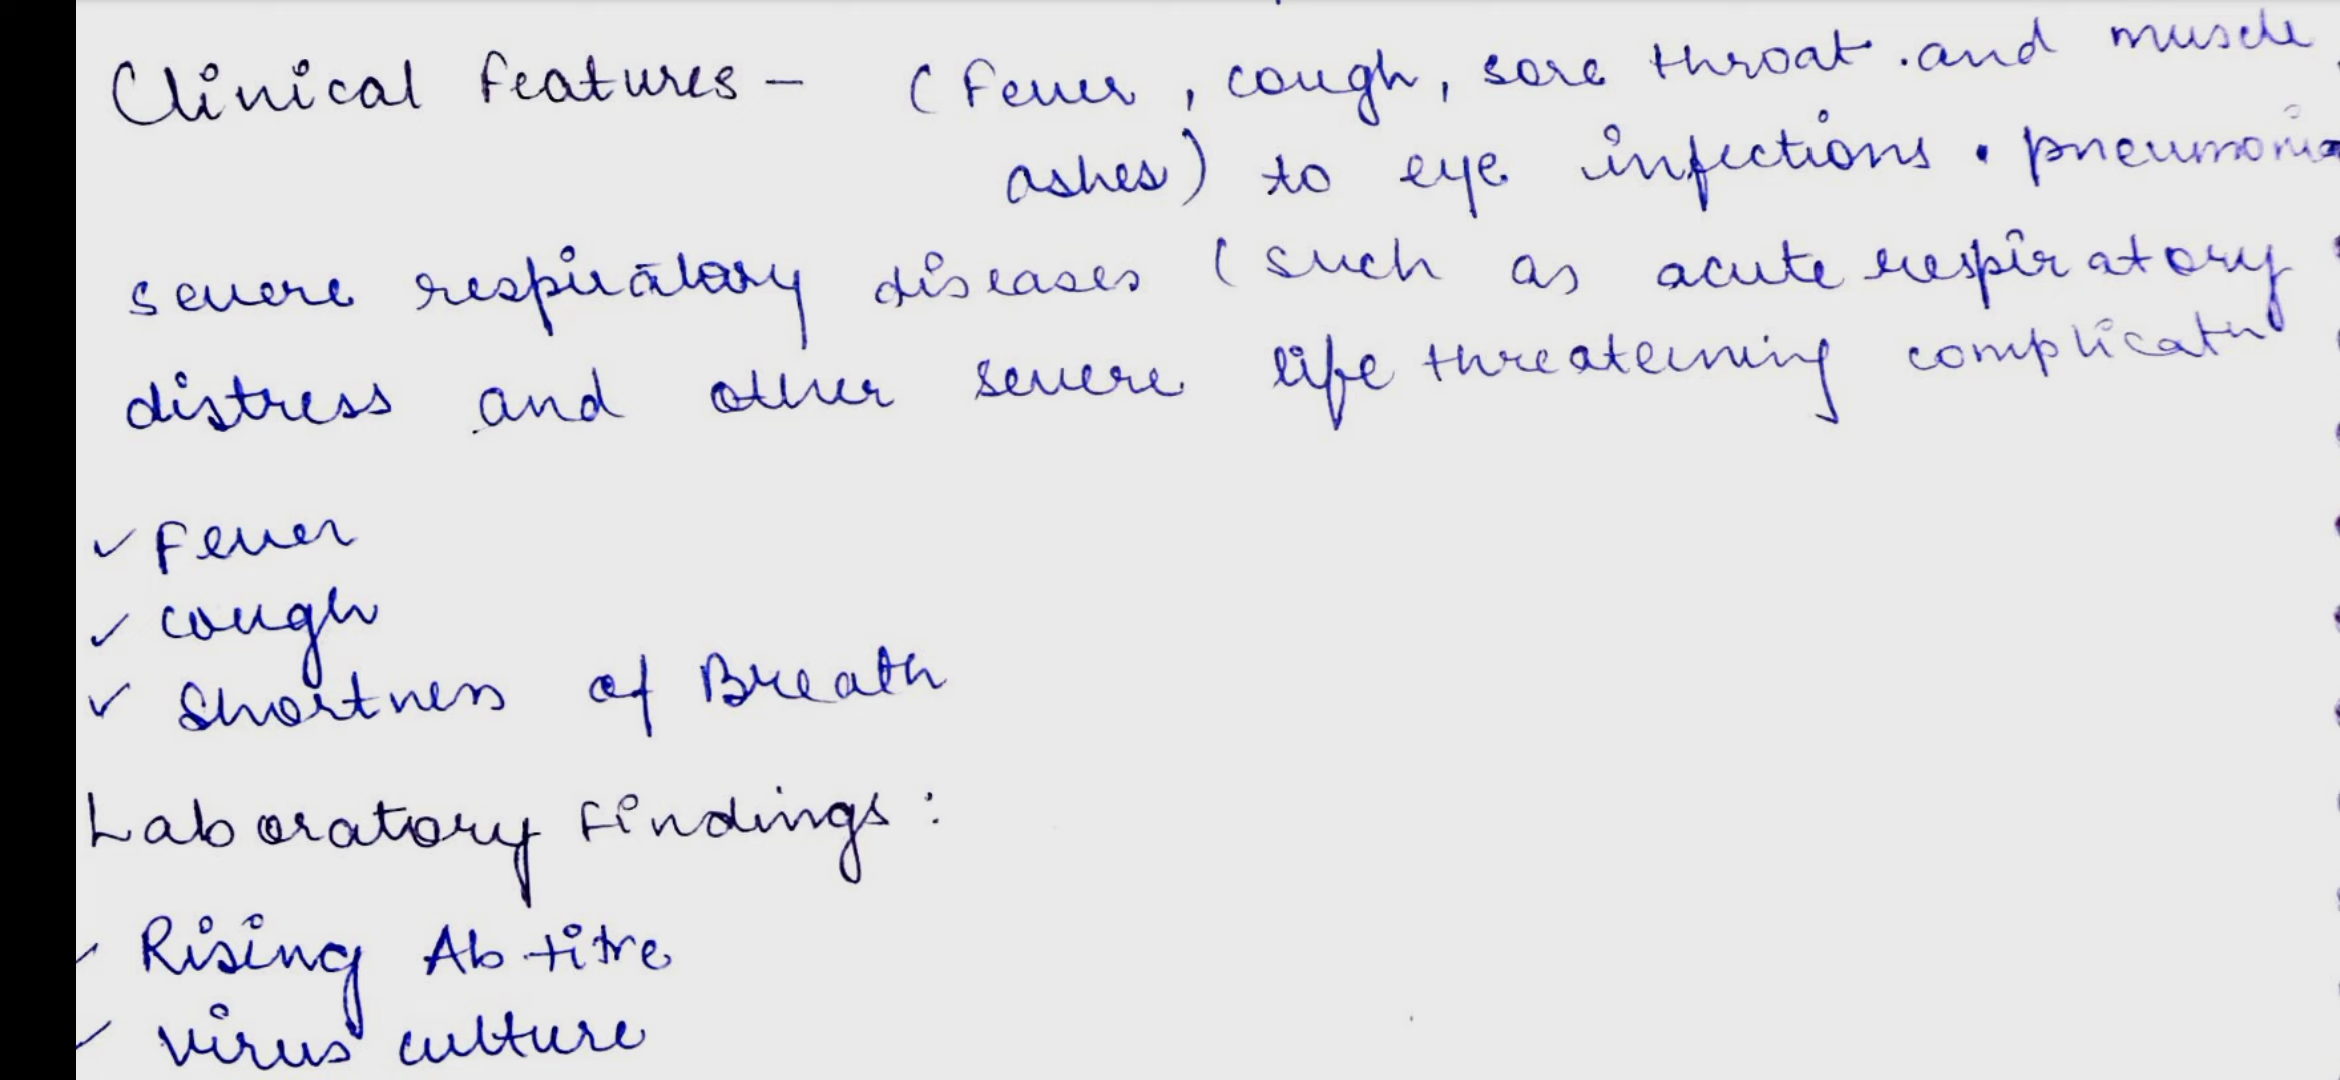 Clinical Features - (Fever, cough, sore throat and muscle
ashes) to eye infections. pneumonia
severe respiratory diseases (such as acute respiratory
distress and other severe life threatening complicatn
✓ Fever
✓ cough
✓ Shortness of Breath
Laboratory Findings:
✓ Rising Ab titre
✓ virus culture